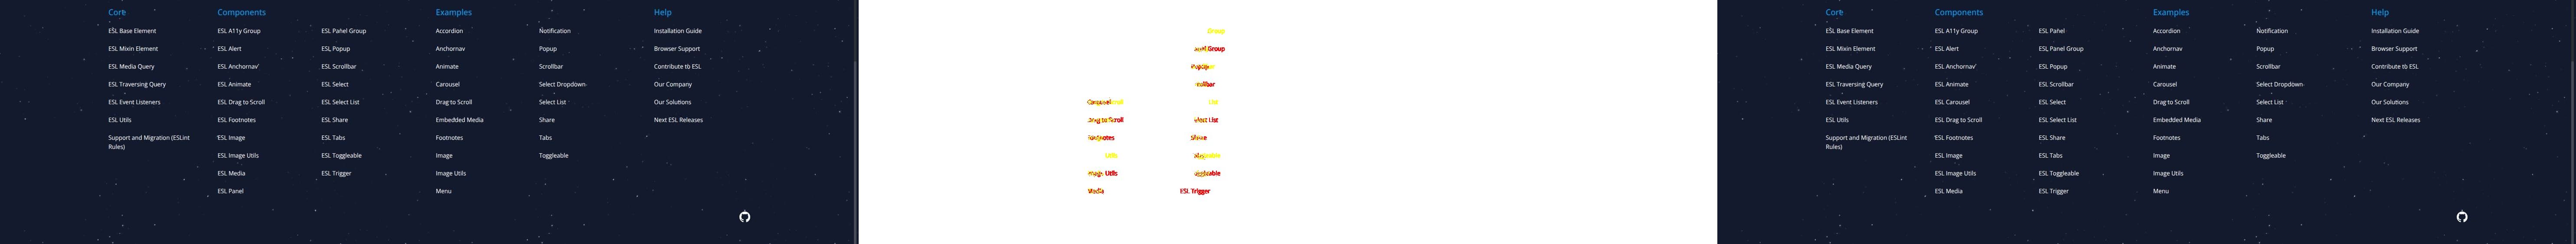 Core
ESL Base Element
ESL Mixin Element
ESL Media Query
ESL Traversing Query
ESL Event Listeners
ESL Utils
Support and Migration (ESLint
Rules)
Components
ESL A11y Group
ESL Alert
ESL Anchornav
ESL Animate
ESL Drag to Scroll
ESL Footnotes
ESL Image
ESL Image Utils
ESL Media
ESL Panel
ESL Panel Group
ESL Popup
ESL Scrollbar
ESL Select
ESL Select List
ESL Share
ESL Tabs
ESL Toggleable
ESL Trigger
Examples
Accordion
Anchornav
Animate
Carousel
Drag to Scroll
Embedded Media
Footnotes
Image
Image Utils
Menu
Notification
Popup
Scrollbar
Select Dropdown
Select List
Share
Tabs
Toggleable
Help
Installation Guide
Browser Support
Contribute to ESL
Our Company
Our Solutions
Next ESL Releases
Carousel
Drag to Scroll
Footnotes
Utils
Image Utils
Media
Group
Group
List
Select List
Share
ESL Trigger
Core
ESL Base Element
ESL Mixin Element
ESL Media Query
ESL Traversing Query
ESL Event Listeners
ESL Utils
Support and Migration (ESLint
Rules)
Components
ESL A11y Group
ESL Alert
ESL Anchornav
ESL Animate
ESL Carousel
ESL Drag to Scroll
ESL Footnotes
ESL Image
ESL Image Utils
ESL Media
ESL Panel
ESL Panel Group
ESL Popup
ESL Scrollbar
ESL Select
ESL Select List
ESL Share
ESL Tabs
ESL Toggleable
ESL Trigger
Examples
Accordion
Anchornav
Animate
Carousel
Drag to Scroll
Embedded Media
Footnotes
Image
Image Utils
Menu
Notification
Popup
Scrollbar
Select Dropdown
Select List
Share
Tabs
Toggleable
Help
Installation Guide
Browser Support
Contribute to ESL
Our Company
Our Solutions
Next ESL Releases